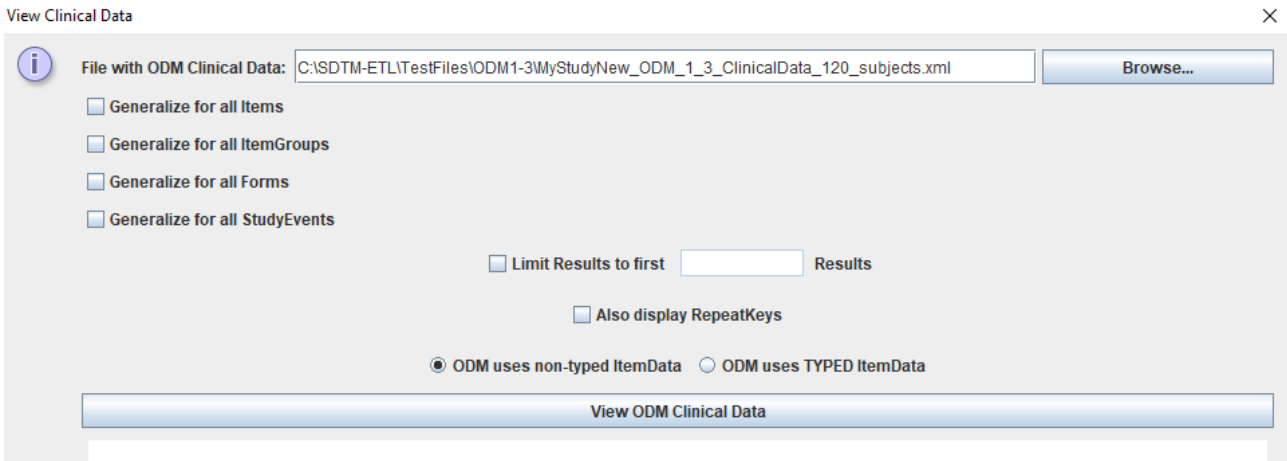 View Clinical Data
File with ODM Clinical Data: C:\SDTM-ETL\TestFiles\ODM1-3\MyStudyNew_ODM_1_3_ClinicalData_120_subjects.xml Browse...
Generalize for all Items
Generalize for all ItemGroups
Generalize for all Forms
Generalize for all StudyEvents
Limit Results to first Results
Also display RepeatKeys
ODM uses non-typed ItemData ODM uses TYPED ItemData
View ODM Clinical Data